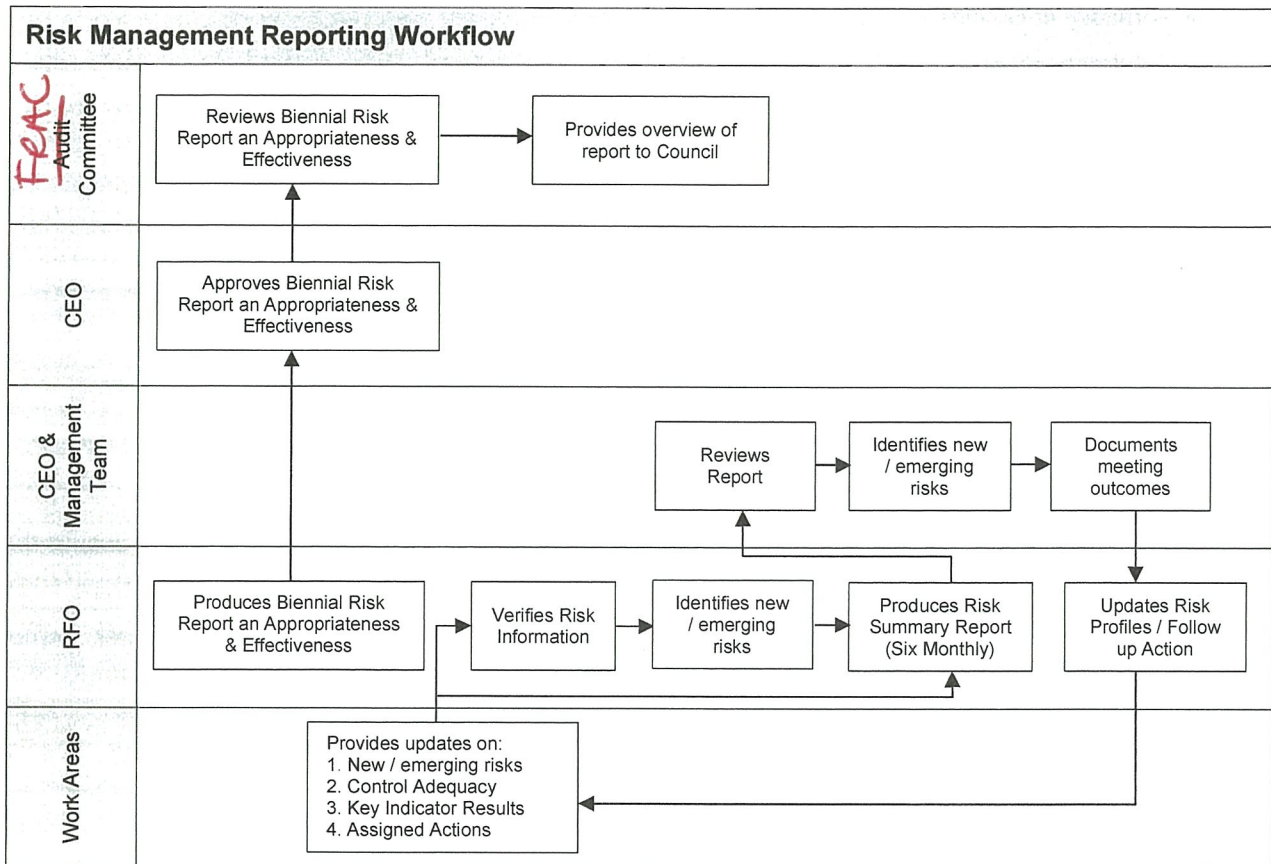 Risk Management Reporting Workflow
FRAC
Audit
Committee
Reviews Biennial Risk
Report an Appropriateness &
Effectiveness
Provides overview of
report to Council
CEO
Approves Biennial Risk
Report an Appropriateness &
Effectiveness
CEO &
Management
Team
Reviews
Report
Identifies new
/ emerging
risks
Documents
meeting
outcomes
RFO
Produces Biennial Risk
Report an Appropriateness
& Effectiveness
Verifies Risk
Information
Identifies new
/ emerging
risks
Produces Risk
Summary Report
(Six Monthly)
Updates Risk
Profiles / Follow
up Action
Work Areas
Provides updates on:
1. New / emerging risks
2. Control Adequacy
3. Key Indicator Results
4. Assigned Actions